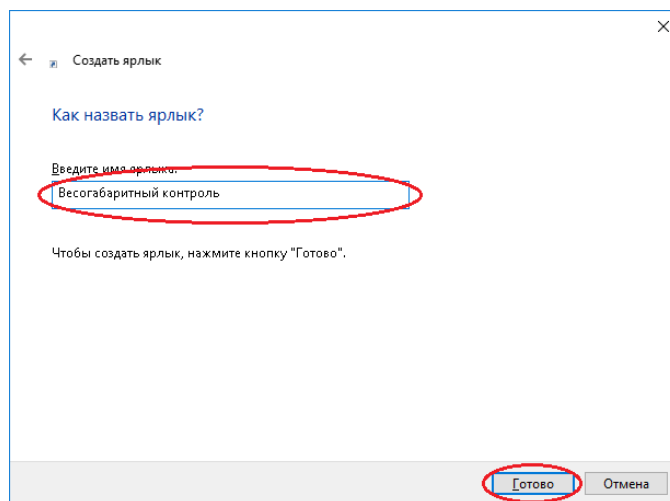 Создать ярлык
Как назвать ярлык?
Введите имя ярлыка:
Весогабаритный контроль
Чтобы создать ярлык, нажмите кнопку "Готово".
Готово
Отмена